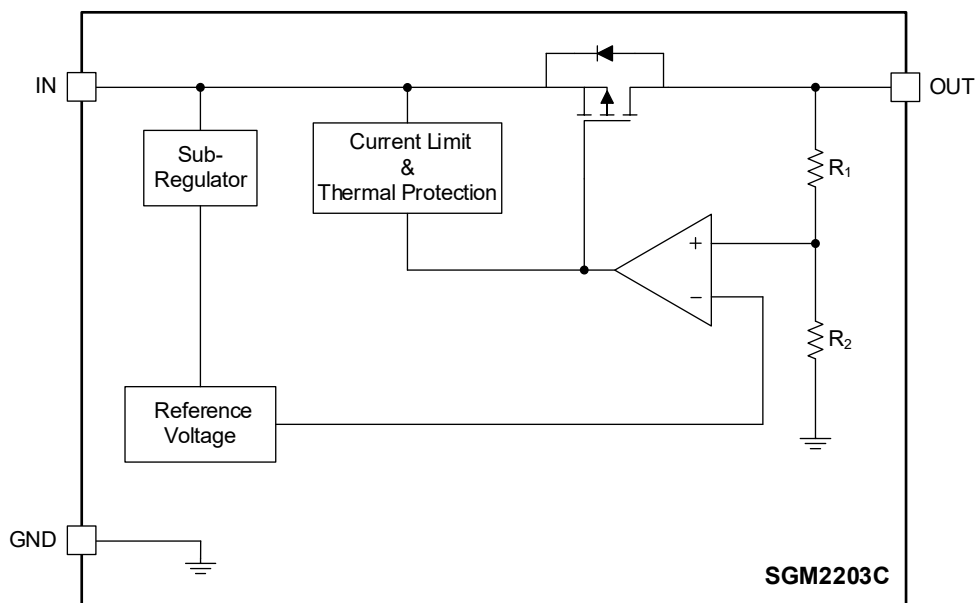 IN
OUT
Sub-
Regulator
Current Limit
&
Thermal Protection
R1
+
−
R2
Reference
Voltage
GND
SGM2203C